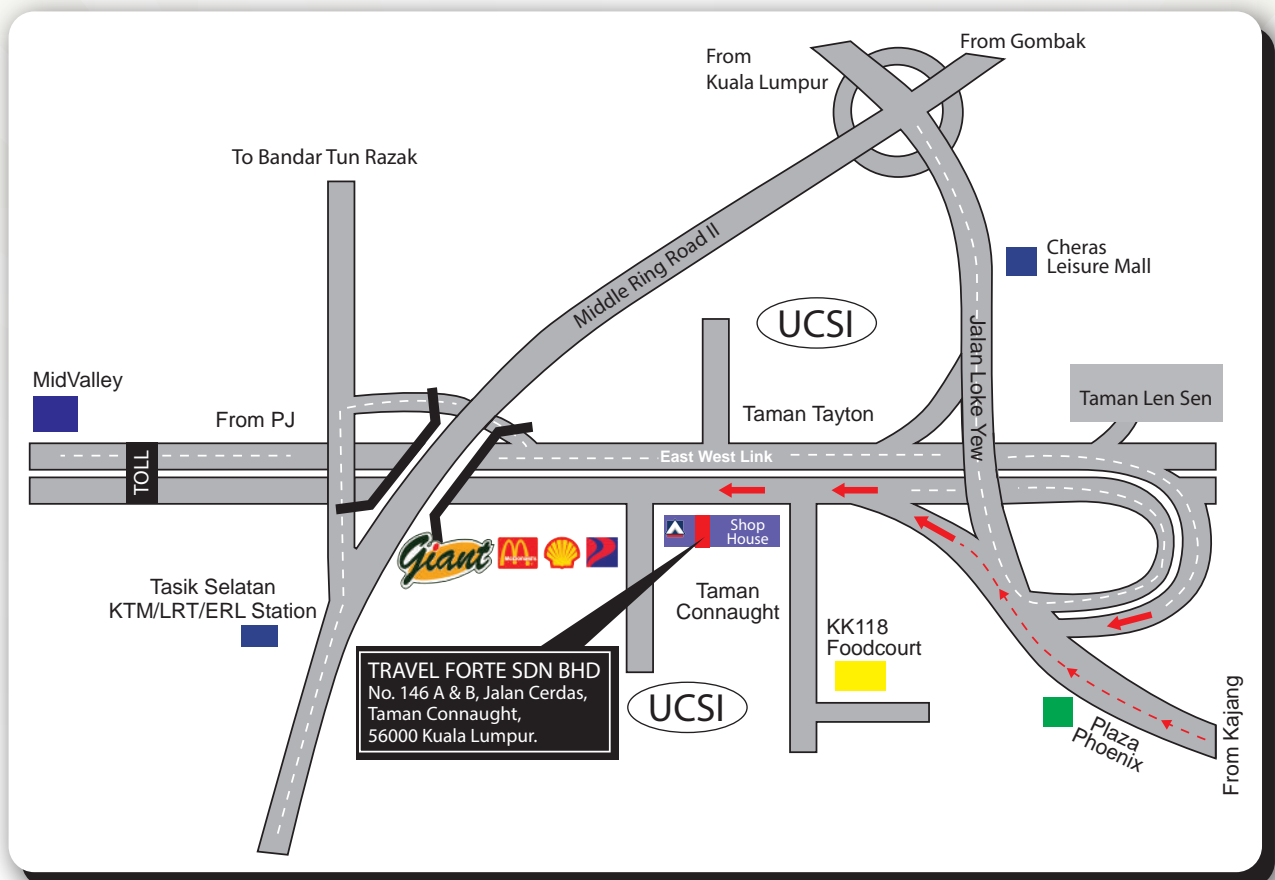 From Gombak
From
Kuala Lumpur
To Bandar Tun Razak
Middle Ring Road II
Cheras
Leisure Mall
UCSI
Jalan Loke Yew
MidValley
From PJ
Taman Tayton
Taman Len Sen
TOLL
East West Link
Shop
House
Giant
McDonald's
Tasik Selatan
KTM/LRT/ERL Station
Taman
Connaught
KK118
Foodcourt
TRAVEL FORTE SDN BHD
No. 146 A & B, Jalan Cerdas,
Taman Connaught,
56000 Kuala Lumpur.
UCSI
Plaza
Phoenix
From Kajang